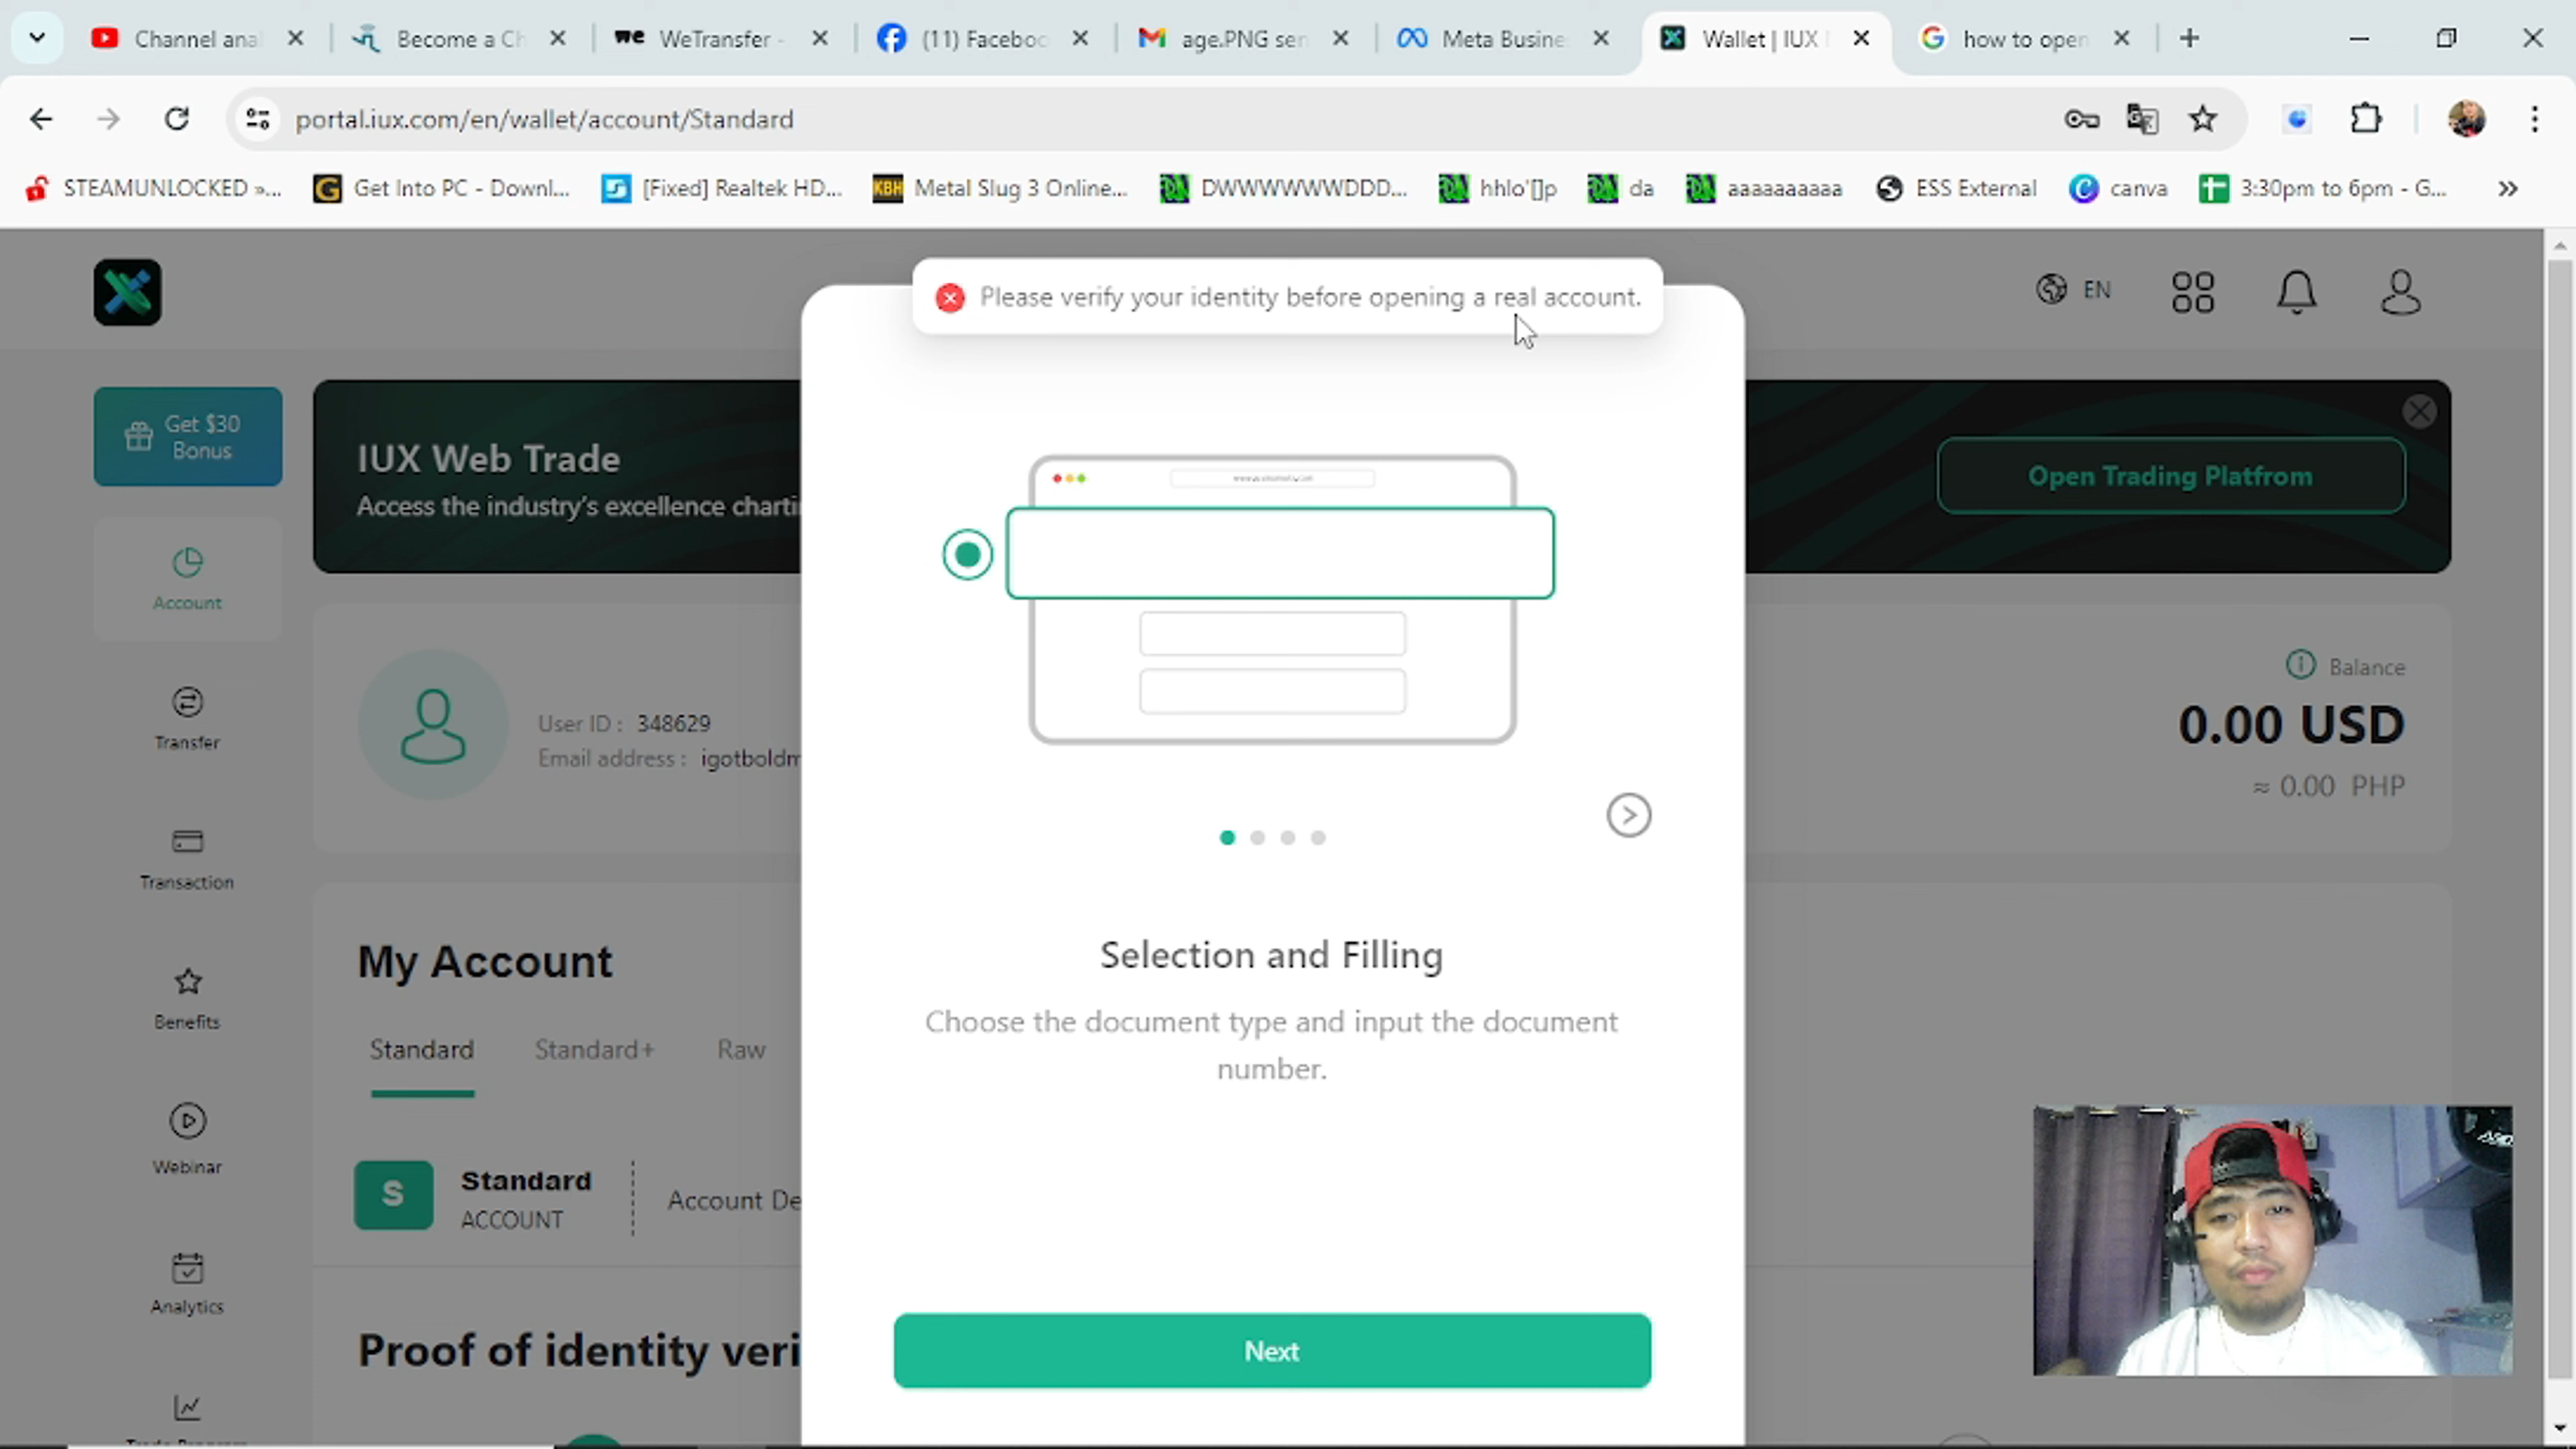 Channel anal
Become a Ch
WeTransfer -
(11) Faceboo
age.PNG sen
Meta Busine
Wallet | IUX
how to open
portal.iux.com/en/wallet/account/Standard
STEAMUNLOCKED »...
Get Into PC - Downl...
[Fixed] Realtek HD...
KBH
Metal Slug 3 Online...
DWWWWWWDDD...
hhlo'[]p
da
aaaaaaaaaa
ESS External
canva
3:30pm to 6pm - G...
Please verify your identity before opening a real account.
EN
Get $30
Bonus
IUX Web Trade
Access the industry's excellence charti
Open Trading Platfrom
Account
User ID : 348629
Email address : igotboldm
Balance
0.00 USD
≈ 0.00 PHP
Transfer
Transaction
Benefits
Webinar
Analytics
My Account
Standard
Standard+
Raw
S
Standard
ACCOUNT
Account De
Proof of identity veri
Selection and Filling
Choose the document type and input the document
number.
Next